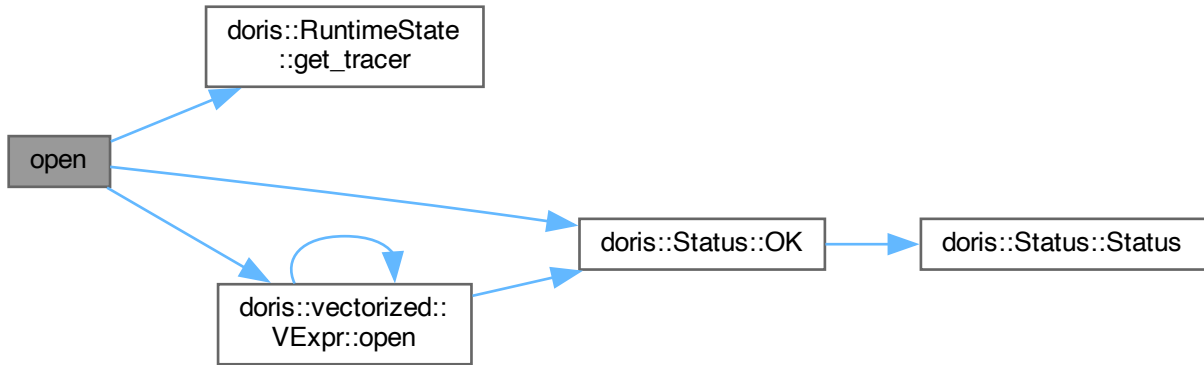 doris::RuntimeState
::get_tracer
open
doris::Status::OK
doris::Status::Status
doris::vectorized::
VExpr::open